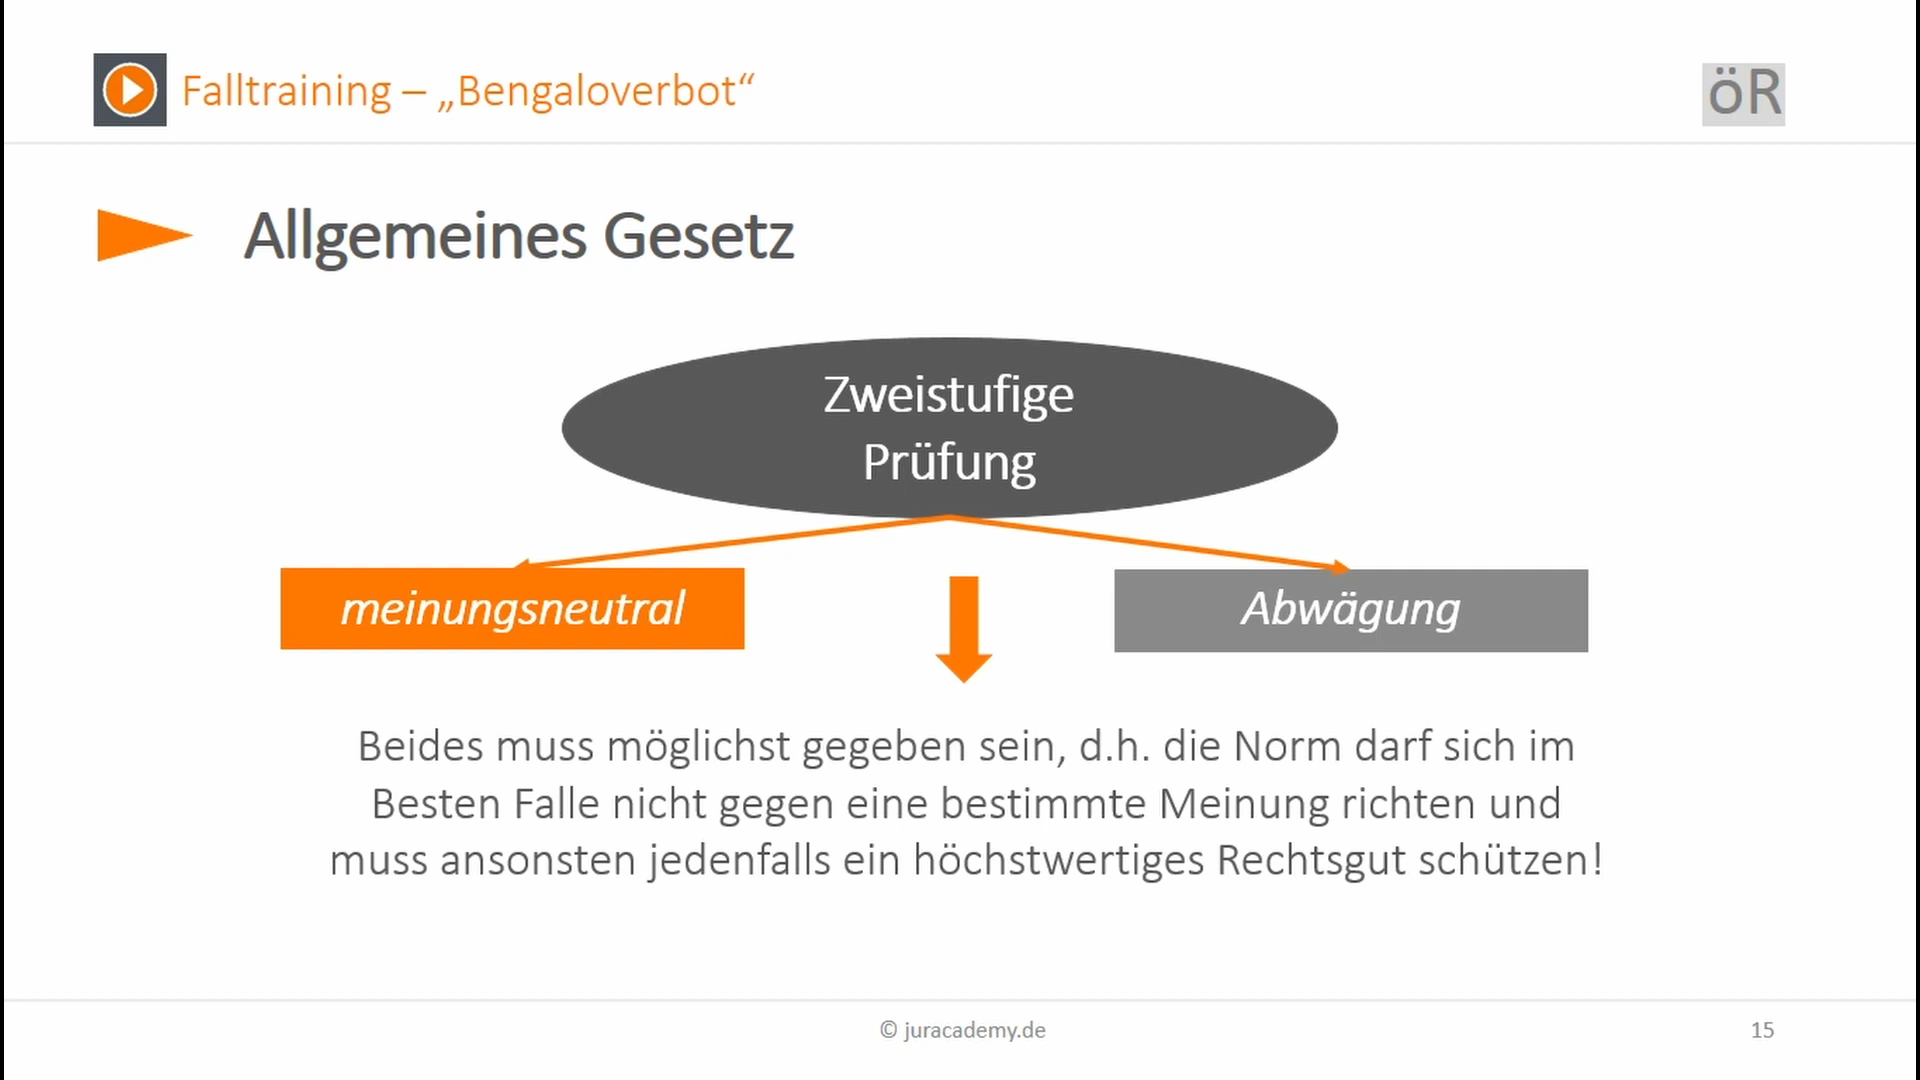 Falltraining – „Bengaloverbot“
öR
Allgemeines Gesetz
Zweistufige
Prüfung
meinungsneutral
Abwägung
Beides muss möglichst gegeben sein, d.h. die Norm darf sich im
Besten Falle nicht gegen eine bestimmte Meinung richten und
muss ansonsten jedenfalls ein höchstwertiges Rechtsgut schützen!
© juracademy.de
15